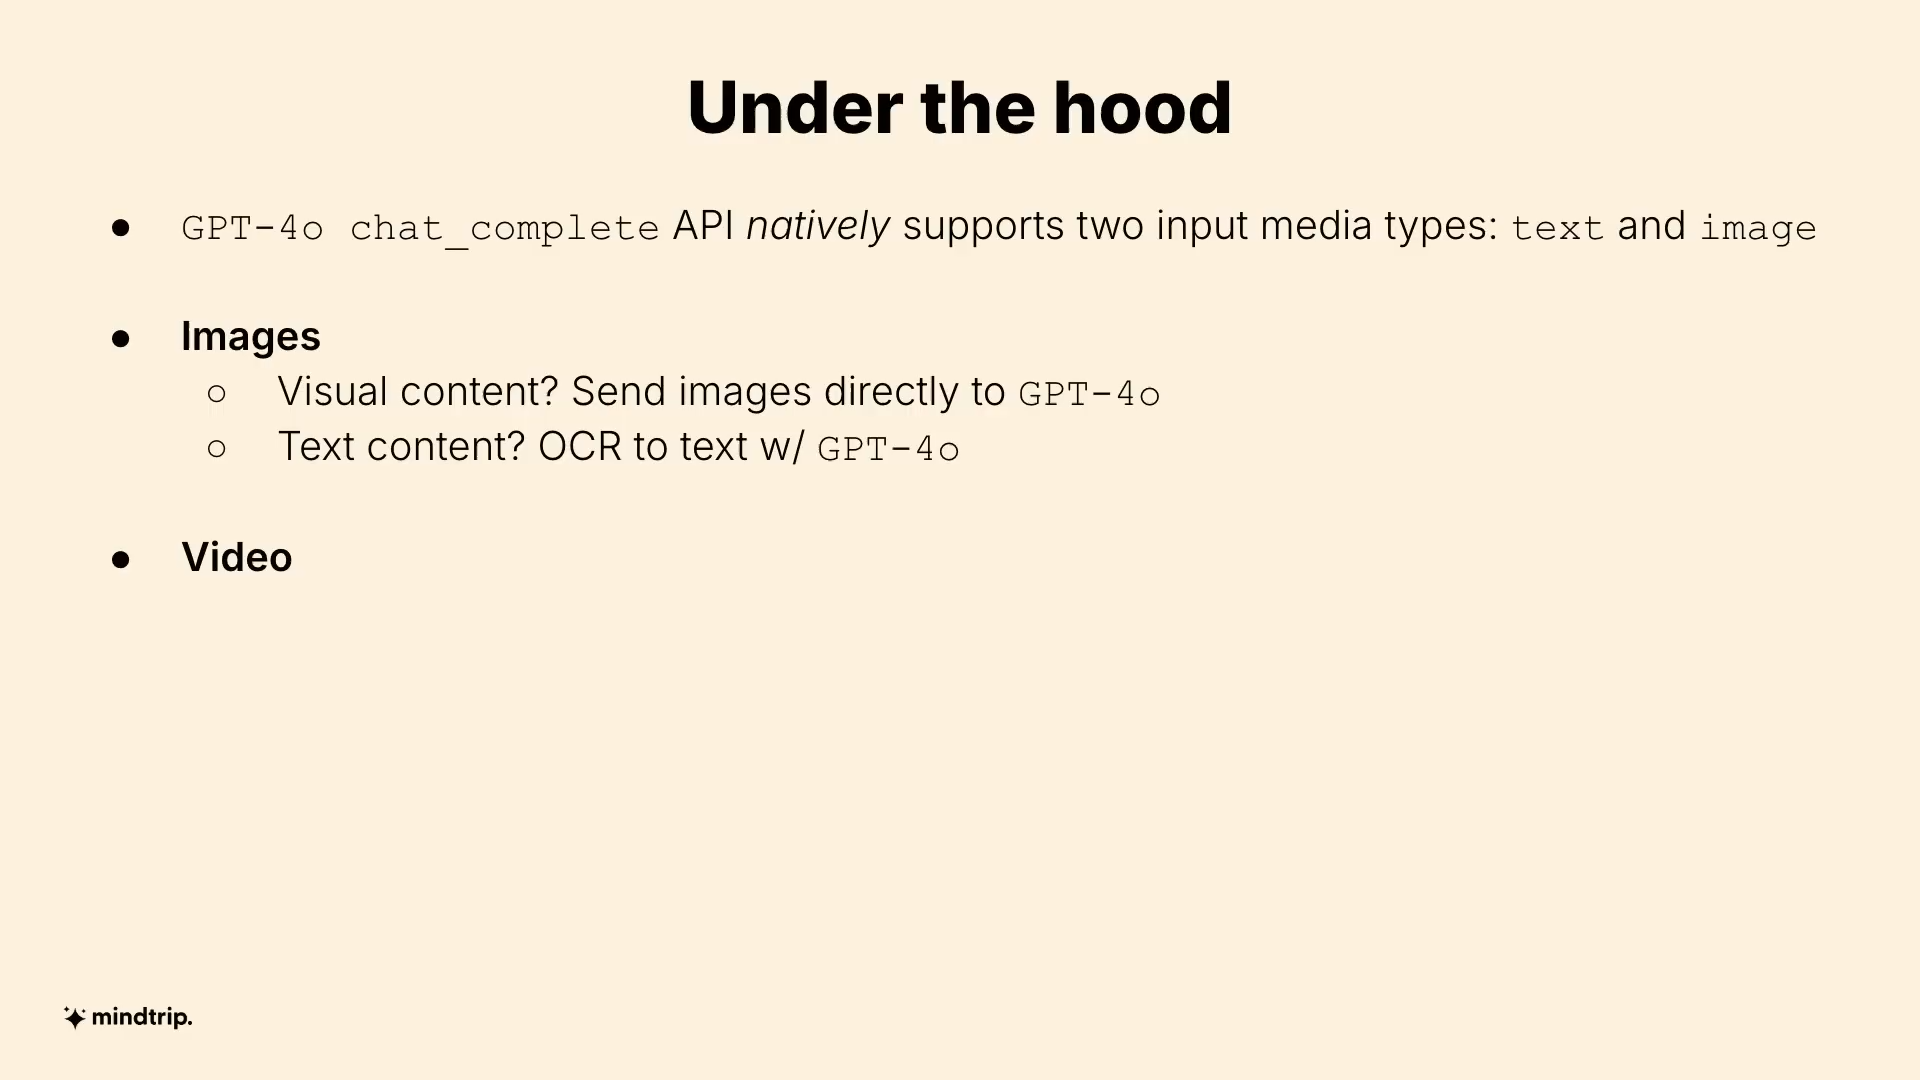 Under the hood
● GPT-4o chat_complete API natively supports two input media types: text and image
● Images
○ Visual content? Send images directly to GPT-4o
○ Text content? OCR to text w/ GPT-4o
● Video
mindtrip.